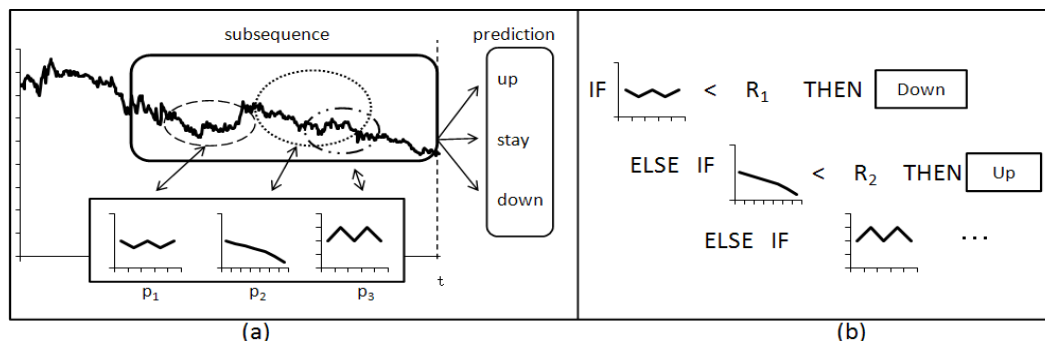 subsequence
prediction
up
stay
down
p1
p2
p3
t
(a)
IF < R1 THEN Down
ELSE IF < R2 THEN Up
ELSE IF ...
(b)